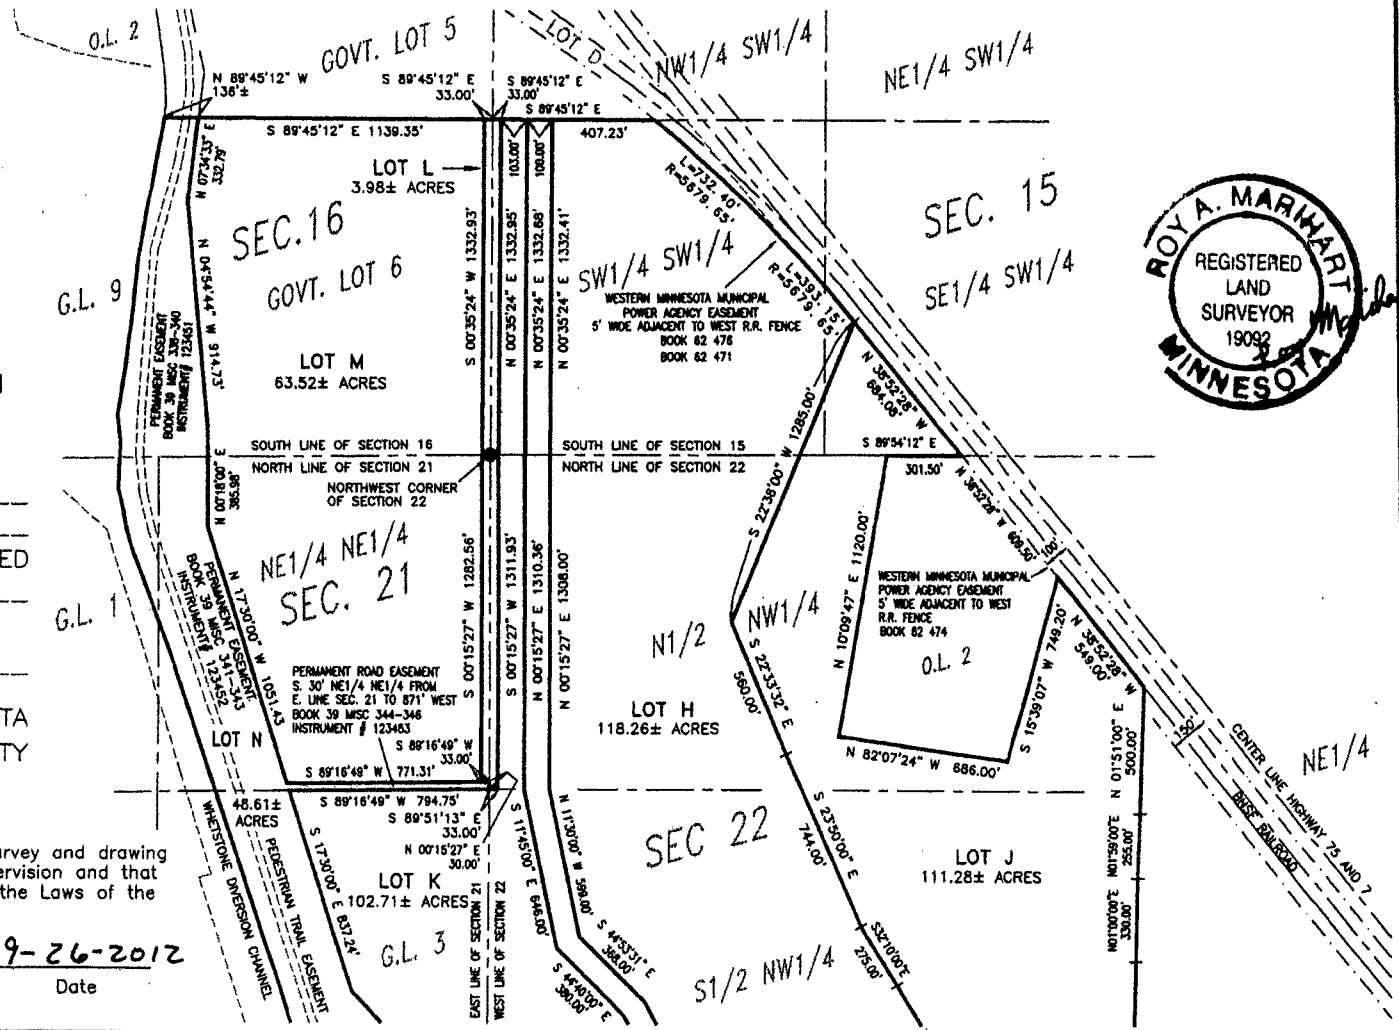 O.L. 2
GOVT. LOT 5
LOT D
NW1/4 SW1/4
NE1/4 SW1/4
N 89°45'12" W
136'±
S 89°45'12" E
33.00'
S 89°45'12" E
33.00'
S 89°45'12" E
S 89°45'12" E 1139.35'
407.23'
103.00'
100.00'
N 07°34'33" E
332.79'
LOT L
3.98± ACRES
L=732.40'
R=5679.65'
SEC.16
GOVT. LOT 6
SEC. 15
SW1/4 SW1/4
SE1/4 SW1/4
ROY A. MARIHART
REGISTERED
LAND
SURVEYOR
19092
MINNESOTA
G.L. 9
N 04°54'44" W 914.73'
S 00°35'24" W 1332.93'
N 00°35'24" E 1332.95'
N 00°35'24" E 1332.68'
N 00°35'24" E 1332.41'
L=393.15'
R=5679.65'
WESTERN MINNESOTA MUNICIPAL
POWER AGENCY EASEMENT
5' WIDE ADJACENT TO WEST R.R. FENCE
BOOK 62 476
BOOK 62 471
PERMANENT EASEMENT
BOOK 39 MISC 338-340
INSTRUMENT# 123451
LOT M
63.52± ACRES
N 38°52'28" W
684.08'
S 22°38'00" W 1285.00'
SOUTH LINE OF SECTION 16
NORTH LINE OF SECTION 21
SOUTH LINE OF SECTION 15
NORTH LINE OF SECTION 22
S 89°54'12" E
301.50'
NORTHWEST CORNER
OF SECTION 22
N 00°18'00" E
385.98'
N 38°52'28" W 609.50'
100'
NE1/4 NE1/4
SEC. 21
G.L. 1
N 17°30'00" W 1051.43
PERMANENT EASEMENT
BOOK 39 MISC 341-343
INSTRUMENT# 123452
S 00°15'27" W 1282.56'
S 00°15'27" W 1311.93'
N 00°15'27" E 1310.36'
N 00°15'27" E 1308.00'
N 10°09'47" E 1120.00'
WESTERN MINNESOTA MUNICIPAL
POWER AGENCY EASEMENT
5' WIDE ADJACENT TO WEST
R.R. FENCE
BOOK 62 474
O.L. 2
N1/2
NW1/4
S 15°39'07" W 749.20'
N 38°52'28" W
549.00'
ED
TA
TY
PERMANENT ROAD EASEMENT
S. 30' NE1/4 NE1/4 FROM
E. LINE SEC. 21 TO 871' WEST
BOOK 39 MISC 344-346
INSTRUMENT # 123453
S 22°33'32" E
560.00'
LOT H
118.26± ACRES
LOT N
48.61±
ACRES
S 89°16'49" W
33.00'
S 89°16'49" W 771.31'
S 89°16'49" W 794.75'
S 89°51'13" E
33.00'
N 00°15'27" E
30.00'
N 82°07'24" W 686.00'
N 01°51'00" E
500.00'
150'
CENTER LINE HIGHWAY 75 AND 7
BNSF RAILROAD
NE1/4
SEC 22
S 23°50'00" E
744.00'
LOT J
111.28± ACRES
N01°59'00"E
255.00'
N01°00'00"E
330.00'
WHETSTONE DIVERSION CHANNEL
PEDESTRIAN TRAIL EASEMENT
S 17°30'00" E 837.24'
LOT K
102.71± ACRES
G.L. 3
EAST LINE OF SECTION 21
WEST LINE OF SECTION 22
S 11°45'00" E 646.00'
N 11°30'00" W 599.00'
S 44°53'31" E
368.00'
S 44°40'00" E
380.00'
S1/2 NW1/4
S32°10'00"E
275.00'
urvey and drawing
ervision and that
the Laws of the
9-26-2012
Date